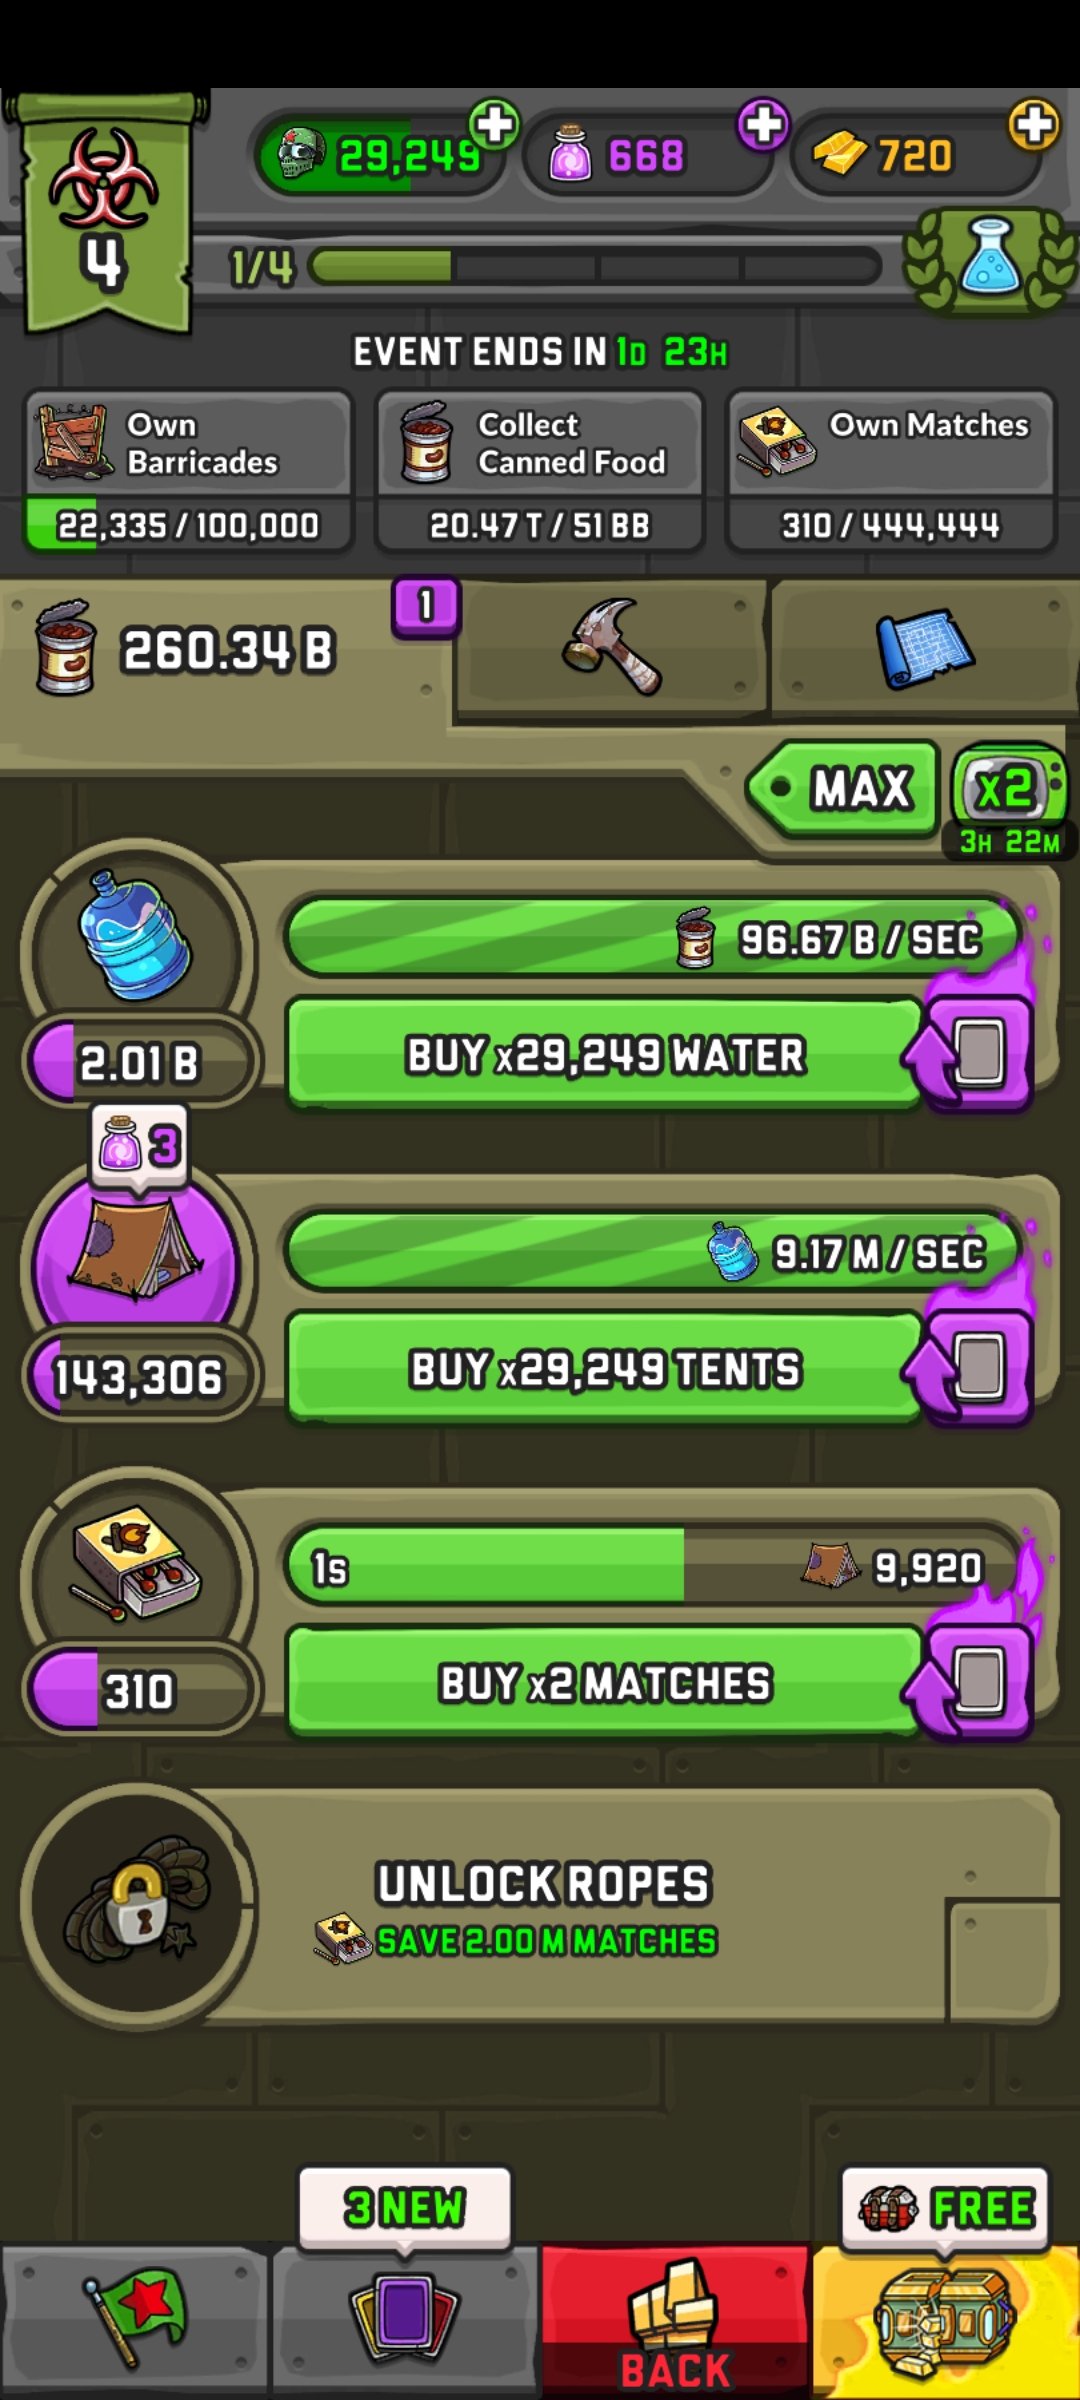 4
29,249
668
720
1/4
EVENT ENDS IN 1D 23H
Own
Barricades
22,335 / 100,000
Collect
Canned Food
20.47 T / 51 BB
Own Matches
310 / 444,444
260.34 B
1
MAX
x2
3H 22M
96.67 B / SEC
2.01 B
BUY x29,249 WATER
3
9.17 M / SEC
143,306
BUY x29,249 TENTS
1s
9,920
310
BUY x2 MATCHES
UNLOCK ROPES
SAVE 2.00 M MATCHES
3 NEW
FREE
BACK